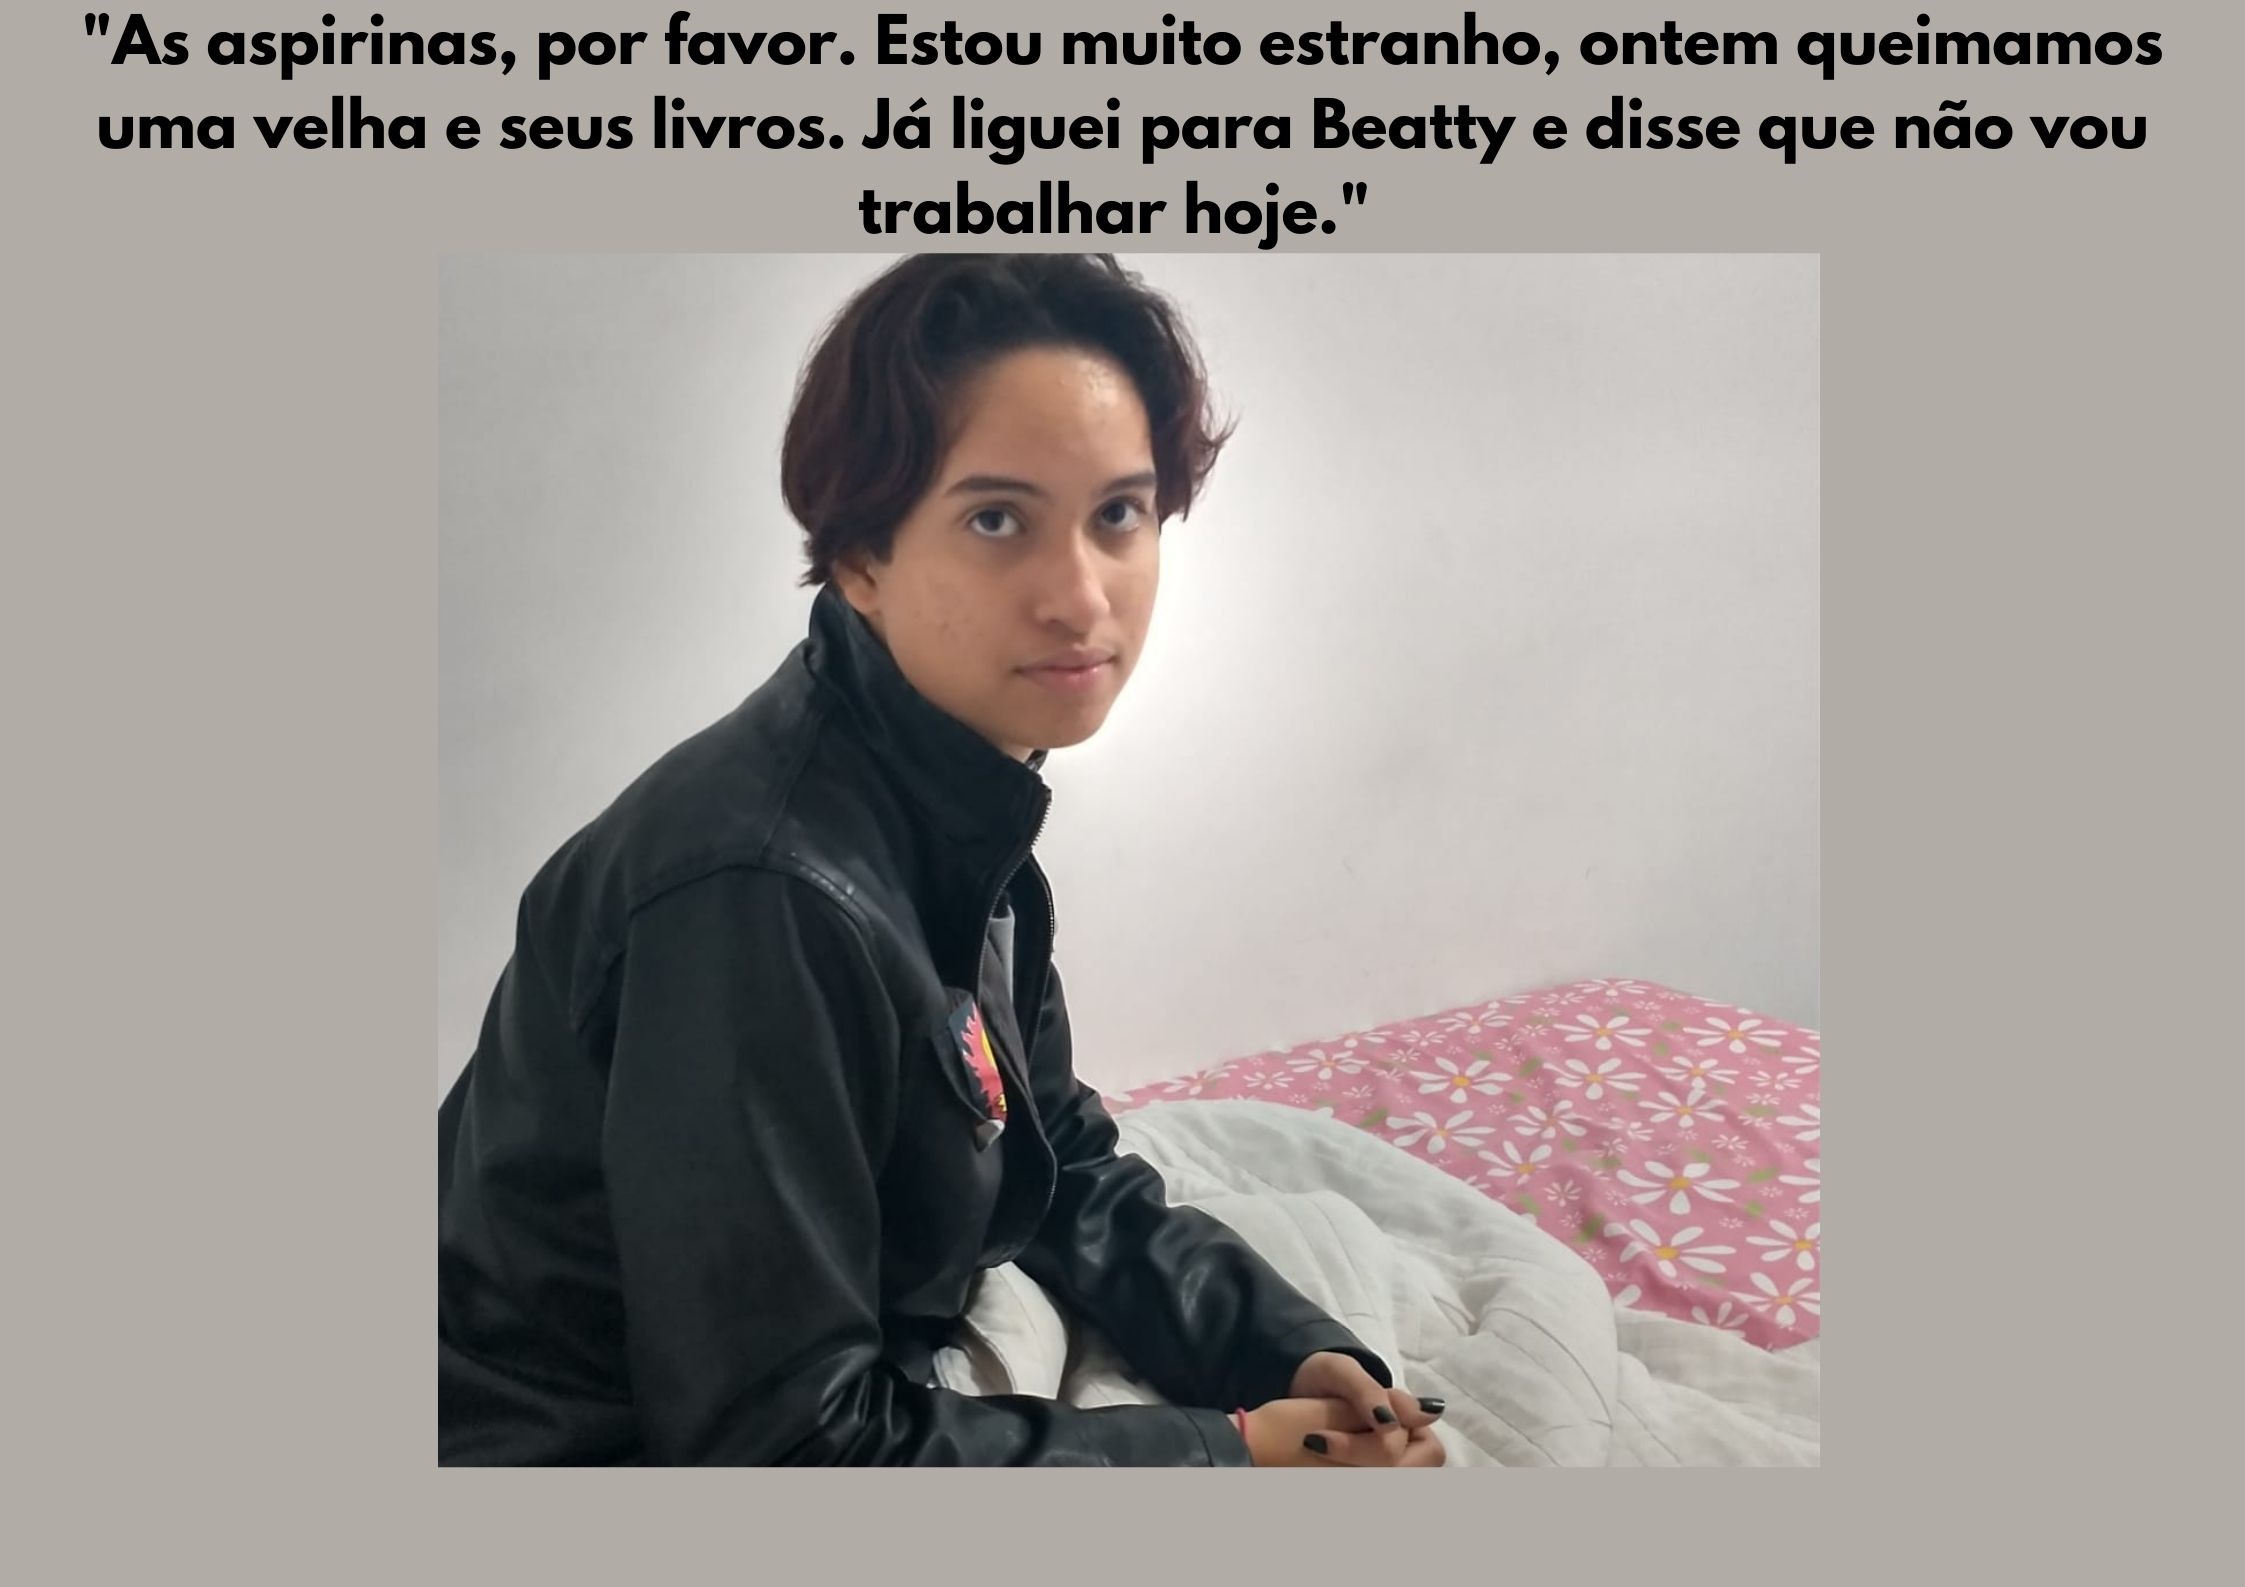 "As aspirinas, por favor. Estou muito estranho, ontem queimamos
uma velha e seus livros. Já liguei para Beatty e disse que não vou
trabalhar hoje."